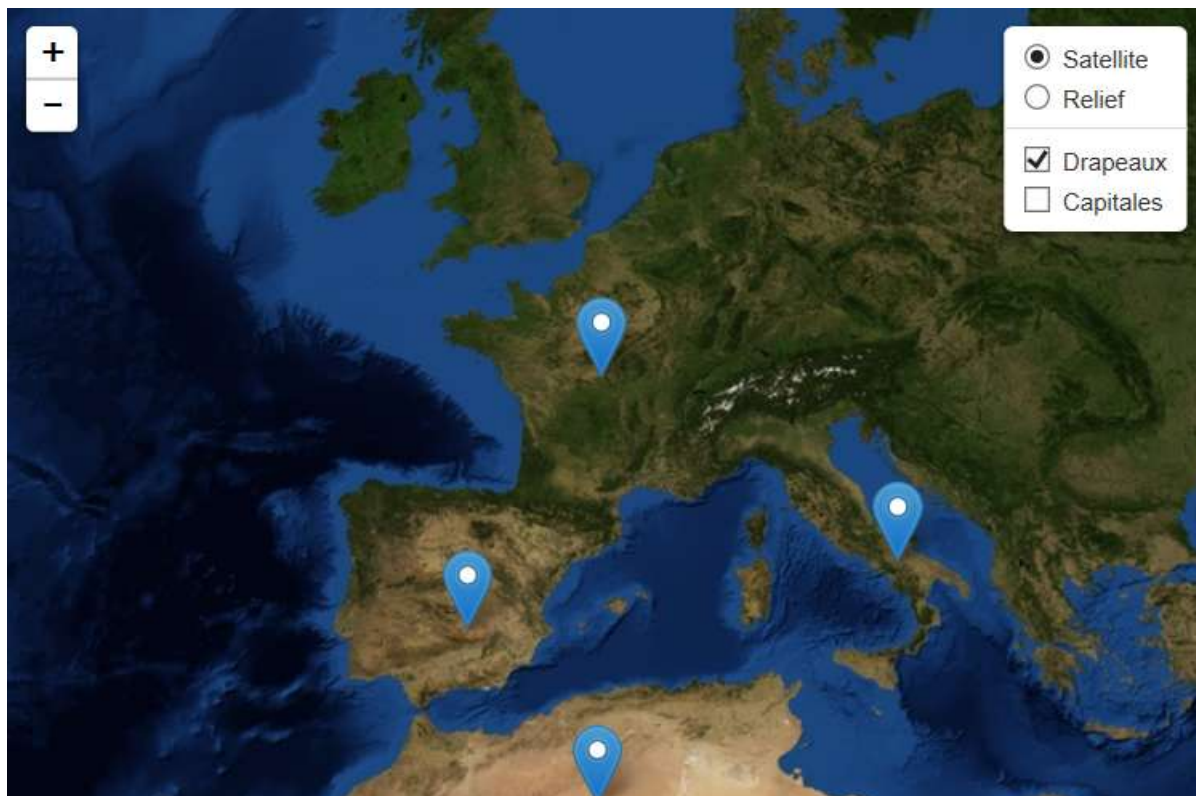 +
−
Satellite
Relief
Drapeaux
Capitales